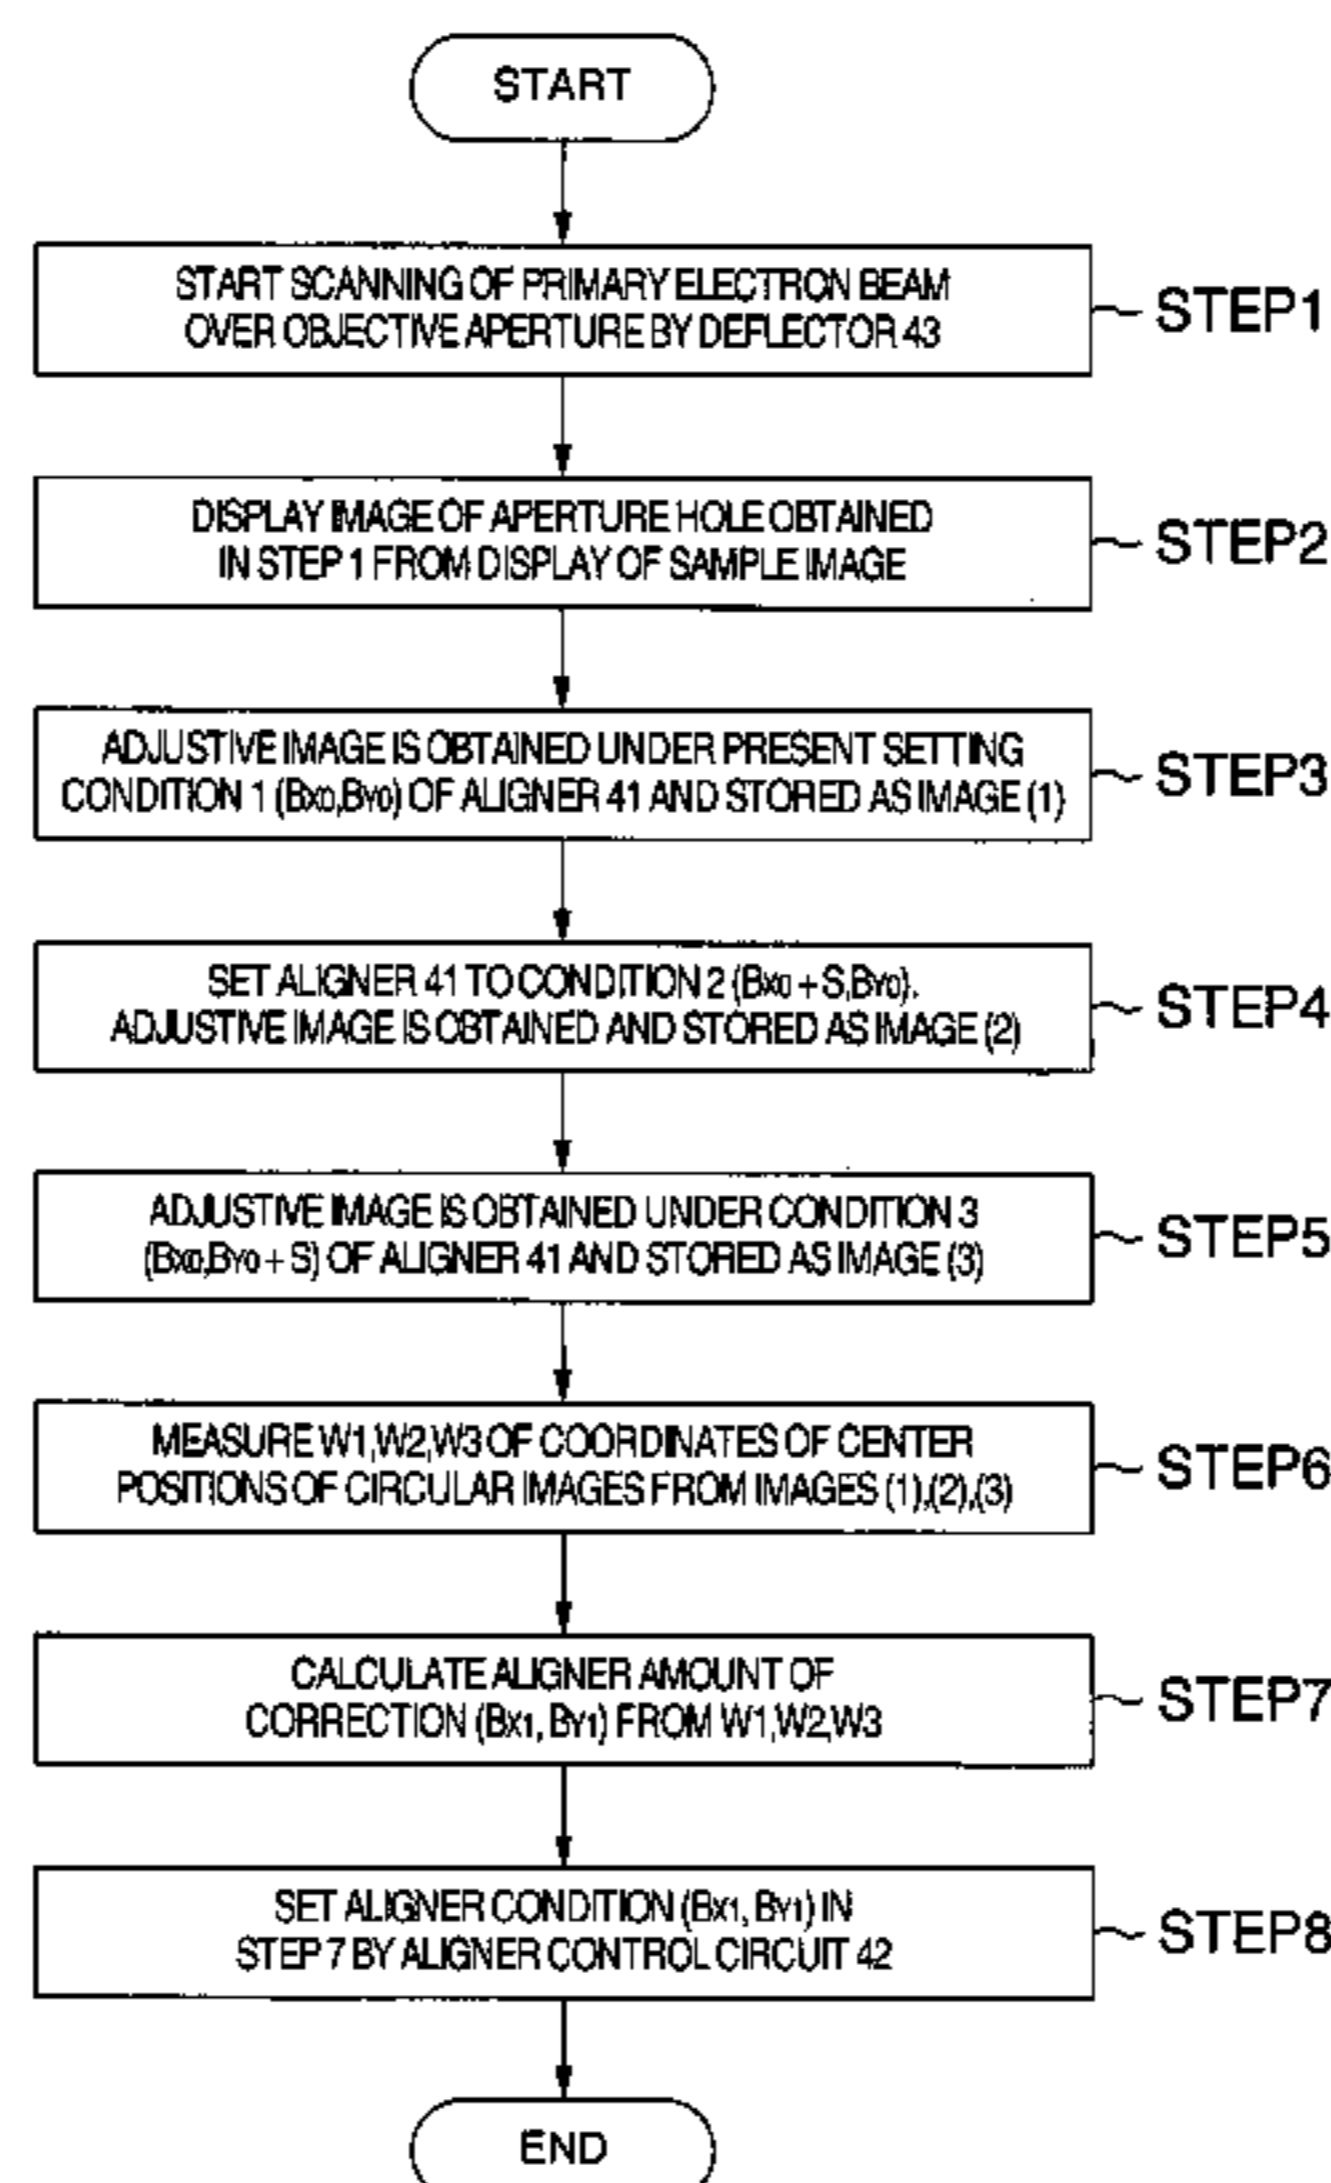 START
START SCANNING OF PRIMARY ELECTRON BEAM
OVER OBJECTIVE APERTURE BY DEFLECTOR 43
STEP1
DISPLAY IMAGE OF APERTURE HOLE OBTAINED
IN STEP 1 FROM DISPLAY OF SAMPLE IMAGE
STEP2
ADJUSTIVE IMAGE IS OBTAINED UNDER PRESENT SETTING
CONDITION 1 (BX0,BY0) OF ALIGNER 41 AND STORED AS IMAGE (1)
STEP3
SET ALIGNER 41 TO CONDITION 2 (BX0 + S,BY0).
ADJUSTIVE IMAGE IS OBTAINED AND STORED AS IMAGE (2)
STEP4
ADJUSTIVE IMAGE IS OBTAINED UNDER CONDITION 3
(BX0,BY0 + S) OF ALIGNER 41 AND STORED AS IMAGE (3)
STEP5
MEASURE W1,W2,W3 OF COORDINATES OF CENTER
POSITIONS OF CIRCULAR IMAGES FROM IMAGES (1),(2),(3)
STEP6
CALCULATE ALIGNER AMOUNT OF
CORRECTION (BX1, BY1) FROM W1,W2,W3
STEP7
SET ALIGNER CONDITION (BX1, BY1) IN
STEP 7 BY ALIGNER CONTROL CIRCUIT 42
STEP8
END